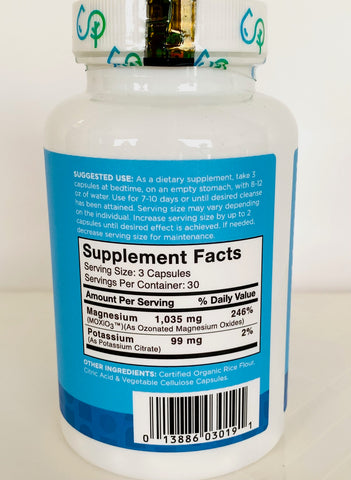 SUGGESTED USE: As a dietary supplement, take 3
capsules at bedtime, on an empty stomach, with 8-12
oz of water. Use for 7-10 days or until desired cleanse
has been attained. Serving size may vary depending
on the individual. Increase serving size by up to 2
capsules until desired effect is achieved. If needed,
decrease serving size for maintenance.
Supplement Facts
Serving Size: 3 Capsules
Servings Per Container: 30
Amount Per Serving % Daily Value
Magnesium 1,035 mg 246%
(MOXIO3™)(As Ozonated Magnesium Oxides)
Potassium 99 mg 2%
(As Potassium Citrate)
OTHER INGREDIENTS: Certified Organic Rice Flour,
Citric Acid & Vegetable Cellulose Capsules.
0 13886 03019 1